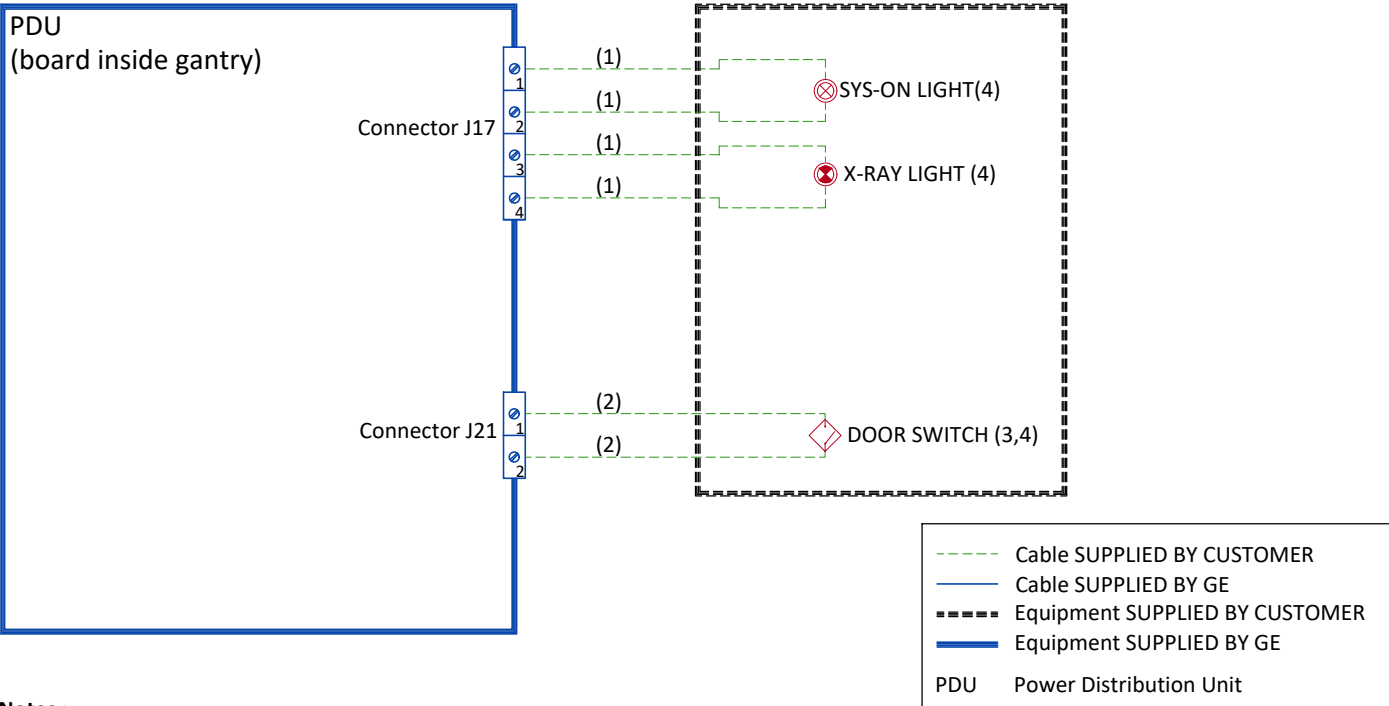 PDU
(board inside gantry)
Connector J17
1
2
3
4
(1)
(1)
(1)
(1)
SYS-ON LIGHT(4)
X-RAY LIGHT (4)
Connector J21
1
2
(2)
(2)
DOOR SWITCH (3,4)
Cable SUPPLIED BY CUSTOMER
Cable SUPPLIED BY GE
Equipment SUPPLIED BY CUSTOMER
Equipment SUPPLIED BY GE
PDU Power Distribution Unit